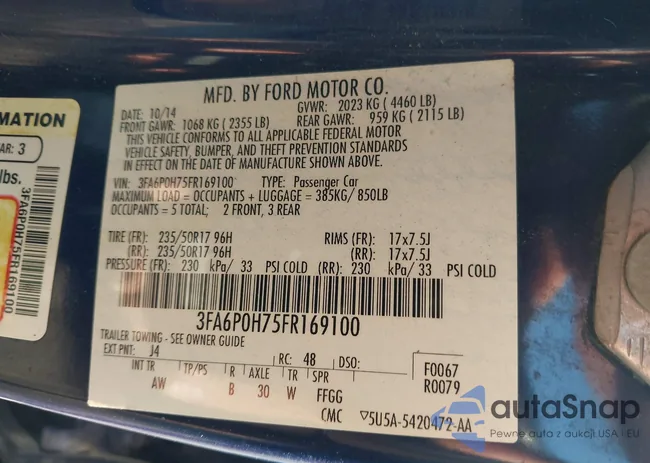 MFD. BY FORD MOTOR CO.
DATE: 10/14 GVWR: 2023 KG ( 4460 LB)
FRONT GAWR: 1068 KG ( 2355 LB) REAR GAWR: 959 KG ( 2115 LB)
THIS VEHICLE CONFORMS TO ALL APPLICABLE FEDERAL MOTOR
VEHICLE SAFETY, BUMPER, AND THEFT PREVENTION STANDARDS
IN EFFECT ON THE DATE OF MANUFACTURE SHOWN ABOVE.
VIN: 3FA6P0H75FR169100 TYPE: Passenger Car
MAXIMUM LOAD = OCCUPANTS + LUGGAGE = 385KG/ 850LB
OCCUPANTS = 5 TOTAL; 2 FRONT, 3 REAR
TIRE (FR): 235/50R17 96H RIMS (FR): 17x7.5J
(RR): 235/50R17 96H (RR): 17x7.5J
PRESSURE (FR): 230 kPa/ 33 PSI COLD (RR): 230 kPa/ 33 PSI COLD
3FA6P0H75FR169100
TRAILER TOWING - SEE OWNER GUIDE
EXT PNT: J4 RC: 48 DSO: F0067
INT TR R AXLE TR SPR R0079
AW B 30 W FFGG
CMC ▽5U5A-5420472-AA
MATION
AR: 3
lbs.
3FA6P0H75FR169100
autaSnap
Pewne auto z aukcji USA i EU